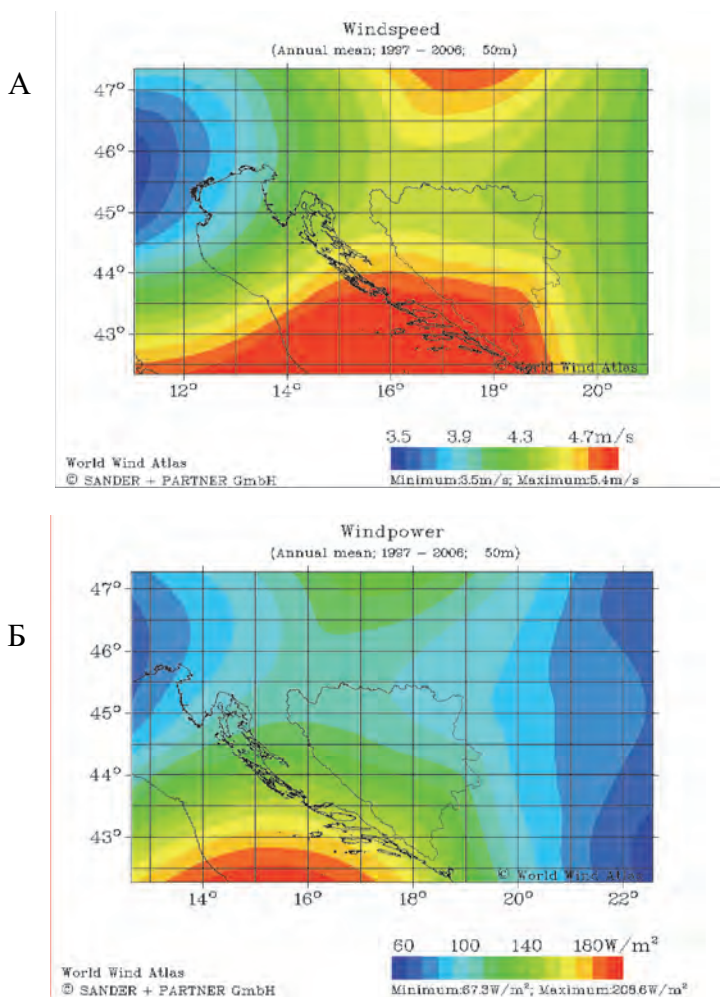 А
Windspeed
(Annual mean; 1997 - 2006; 50m)
47°
46°
45°
44°
43°
12° 14° 16° 18° 20°
© World Wind Atlas
3.5 3.9 4.3 4.7m/s
Minimum:3.5m/s; Maximum:5.4m/s
World Wind Atlas
© SANDER + PARTNER GmbH
Б
Windpower
(Annual mean; 1997 - 2006; 50m)
47°
46°
45°
44°
43°
14° 16° 18° 20° 22°
© World Wind Atlas
60 100 140 180W/m²
Minimum:67.3W/m²; Maximum:208.6W/m²
World Wind Atlas
© SANDER + PARTNER GmbH